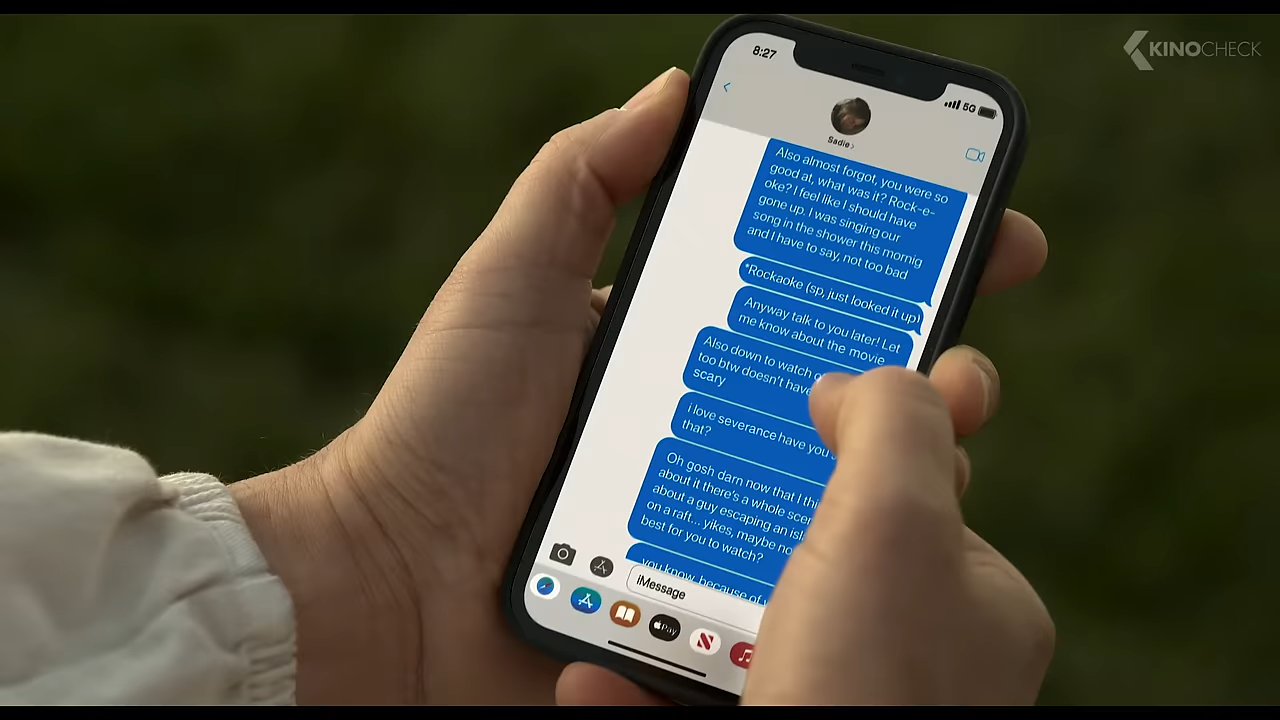 KINOCHECK
8:27
5G
Sadie
Also almost forgot, you were so
good at, what was it? Rock-e-
oke? I feel like I should have
gone up, I was singing our
song in the shower this mornig
and I have to say, not too bad
*Rockaoke (sp, just looked it up)
Anyway talk to you later! Let
me know about the movie
Also down to watch
too btw doesn't have
scary
i love severance have you
that?
Oh gosh darn now that I
about it there's a whole
about a guy escaping an
on a raft... yikes, maybe
best for you to watch?
you know, because of
iMessage
Pay